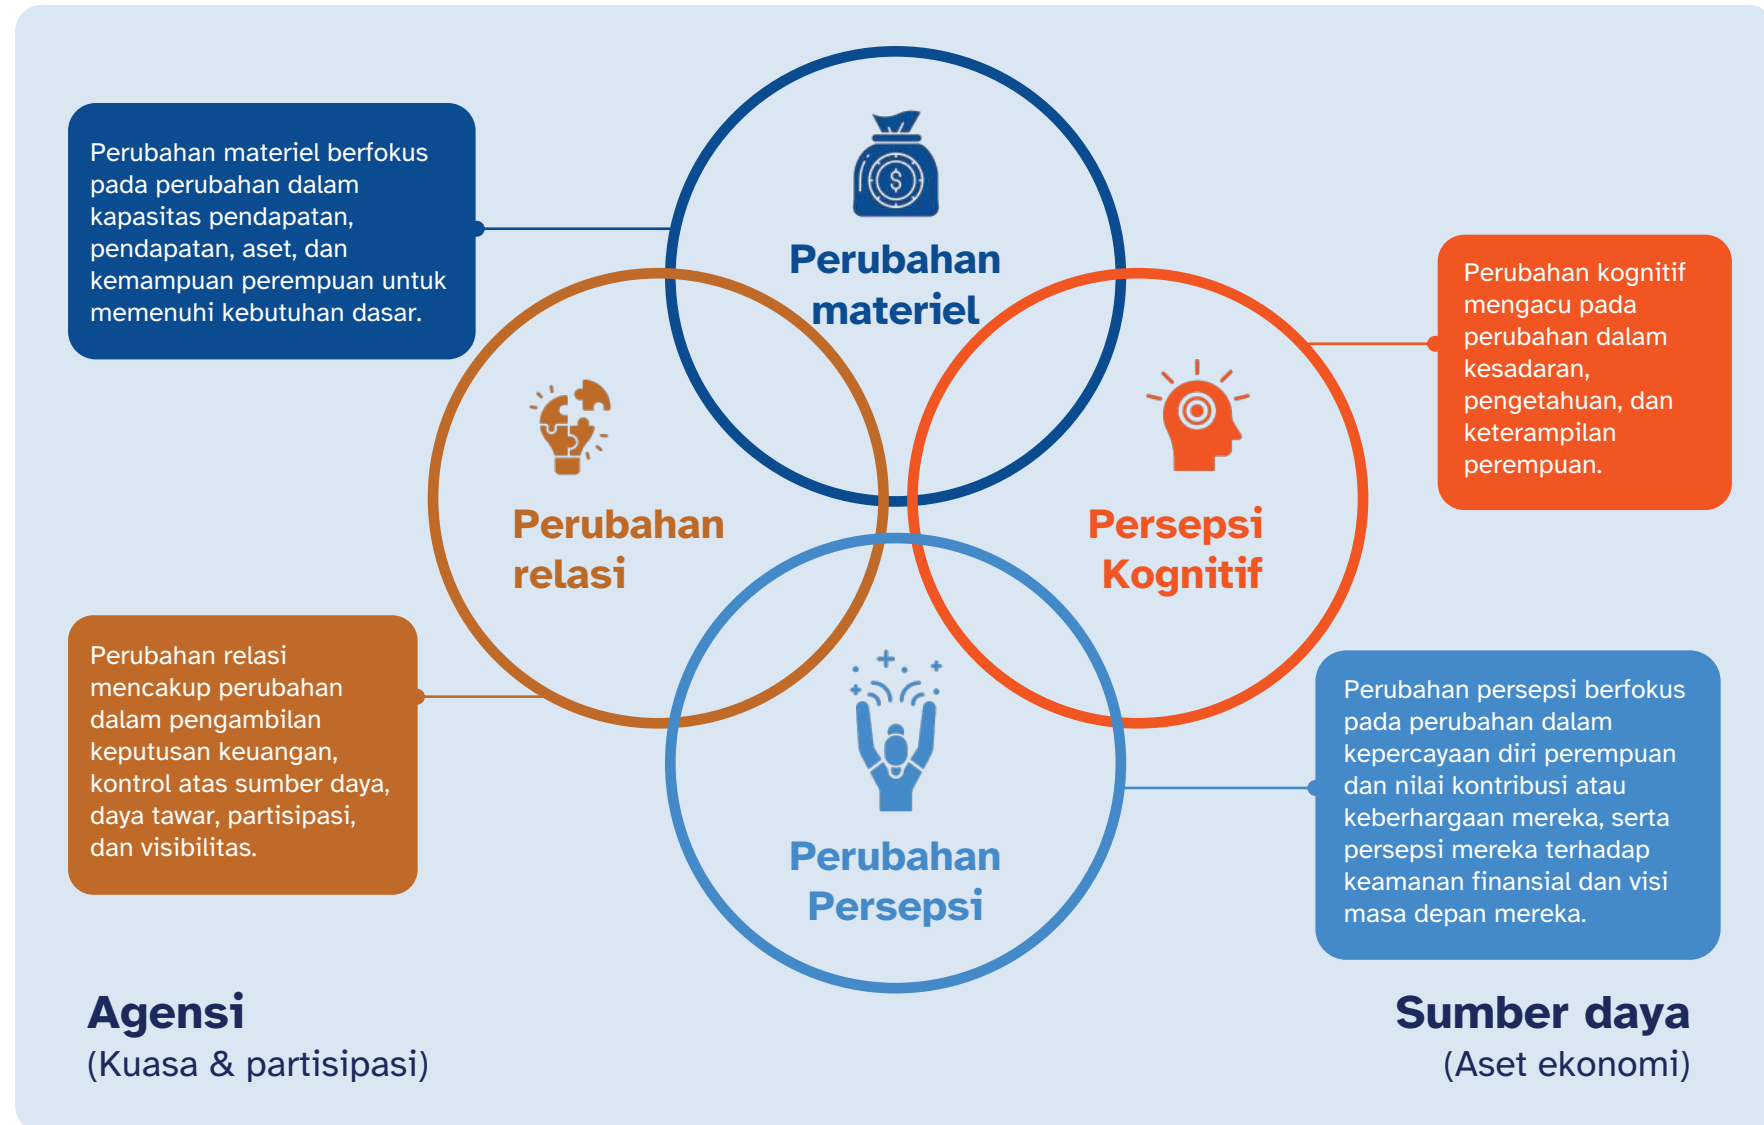 Perubahan materiel berfokus
pada perubahan dalam
kapasitas pendapatan,
pendapatan, aset, dan
kemampuan perempuan untuk
memenuhi kebutuhan dasar.
$
Perubahan
materiel
Perubahan kognitif
mengacu pada
perubahan dalam
kesadaran,
pengetahuan, dan
keterampilan
perempuan.
Perubahan
relasi
Persepsi
Kognitif
Perubahan relasi
mencakup perubahan
dalam pengambilan
keputusan keuangan,
kontrol atas sumber daya,
daya tawar, partisipasi,
dan visibilitas.
Perubahan
Persepsi
Perubahan persepsi berfokus
pada perubahan dalam
kepercayaan diri perempuan
dan nilai kontribusi atau
keberhargaan mereka, serta
persepsi mereka terhadap
keamanan finansial dan visi
masa depan mereka.
Agensi
(Kuasa & partisipasi)
Sumber daya
(Aset ekonomi)